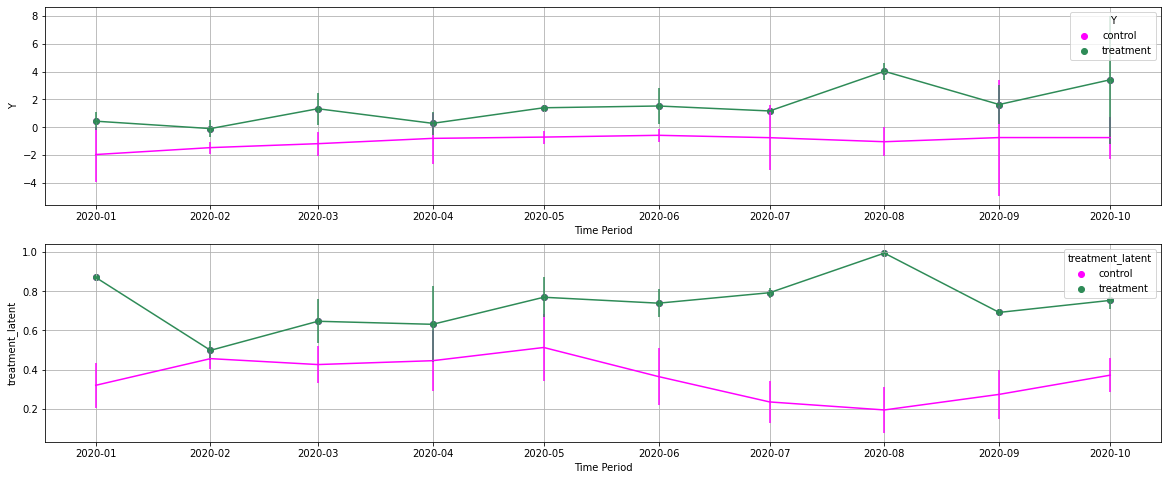 Y
control
treatment
8
6
4
2
0
−2
−4
Y
2020-01 2020-02 2020-03 2020-04 2020-05 2020-06 2020-07 2020-08 2020-09 2020-10
Time Period
treatment_latent
control
treatment
1.0
0.8
0.6
0.4
0.2
treatment_latent
2020-01 2020-02 2020-03 2020-04 2020-05 2020-06 2020-07 2020-08 2020-09 2020-10
Time Period